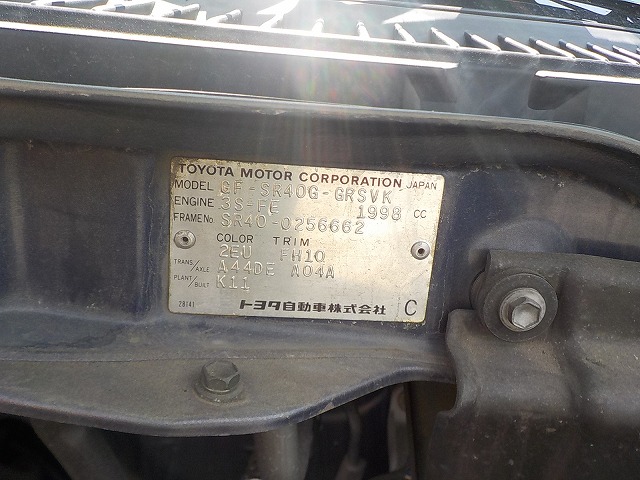 TOYOTA MOTOR CORPORATION JAPAN
MODEL GF-SR40G-GRSVK
ENGINE 3S-FE 1998 CC
FRAME No SR40-0256662
COLOR TRIM
2EU FH10
TRANS/AXLE A44DE A04A
PLANT/BUILT K11
28141 トヨタ自動車株式会社 C